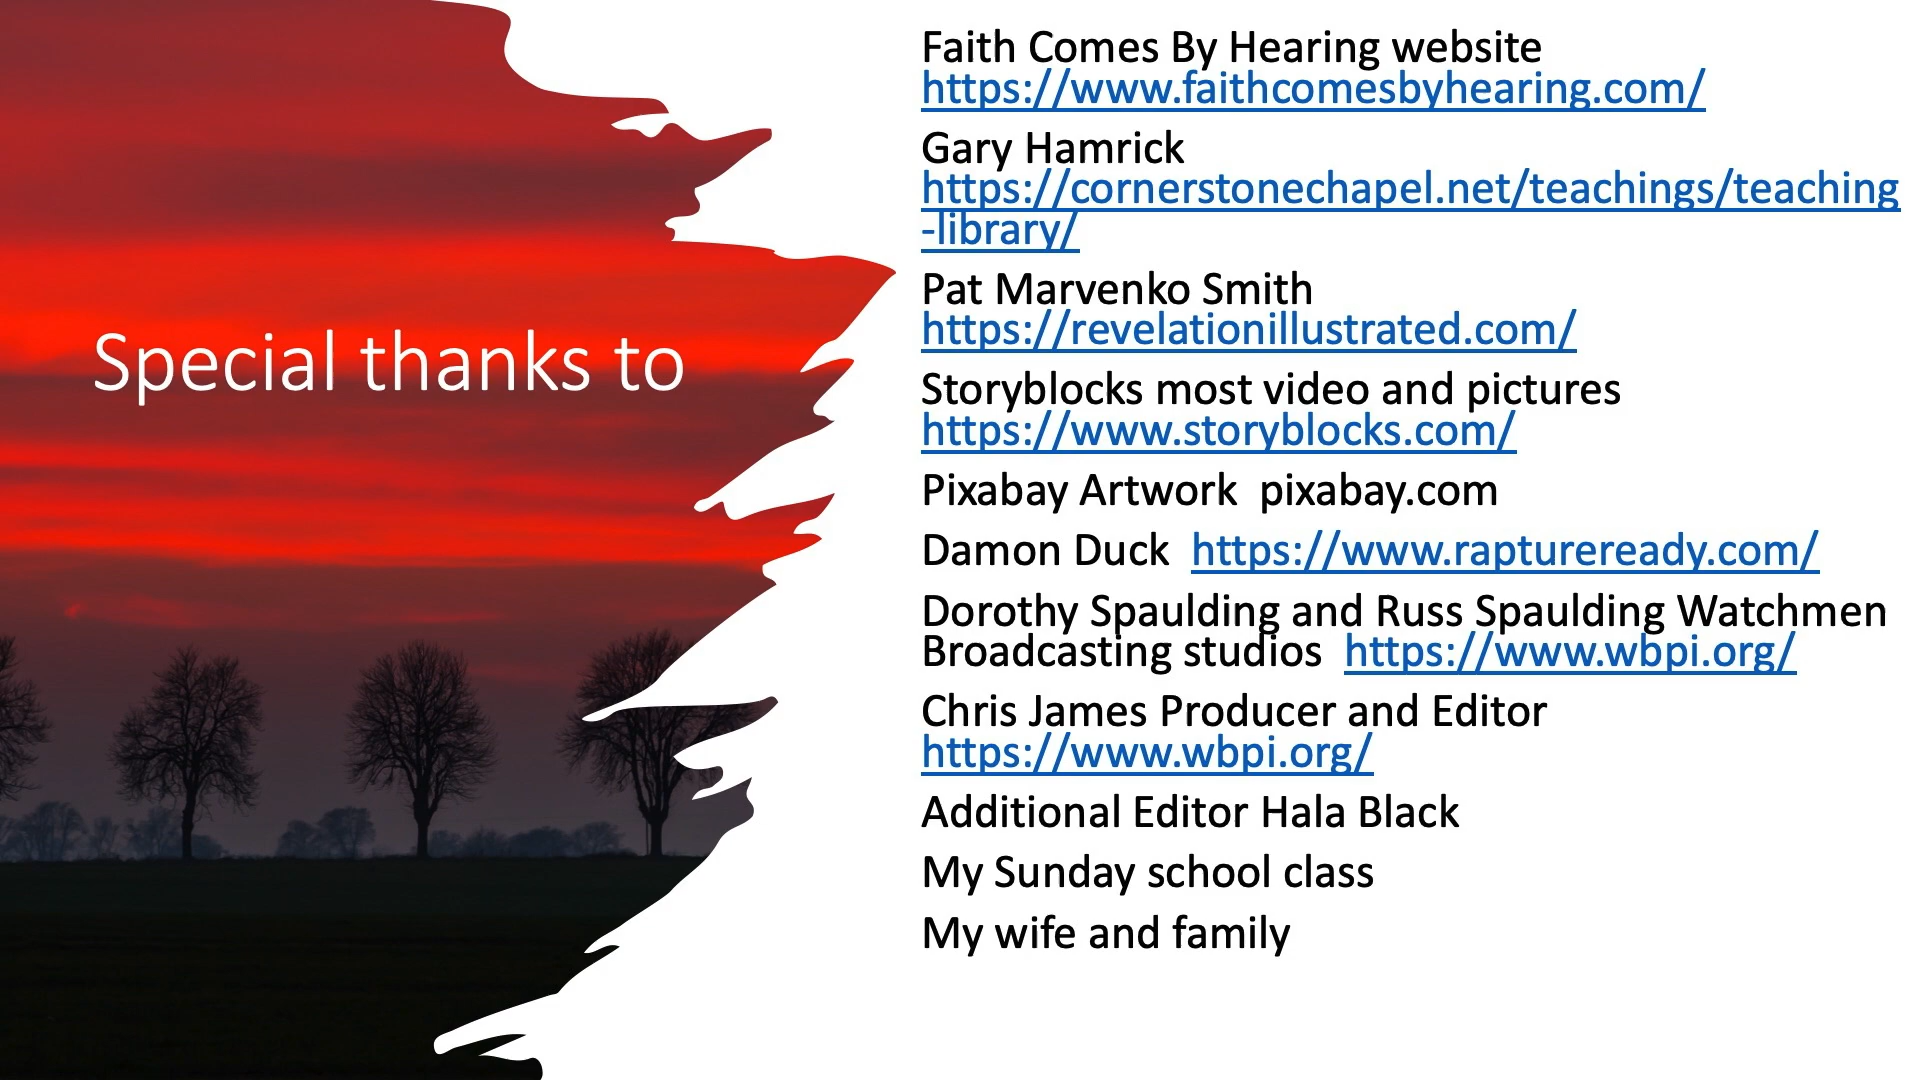 Special thanks to
Faith Comes By Hearing website
https://www.faithcomesbyhearing.com/
Gary Hamrick
https://cornerstonechapel.net/teachings/teaching
-library/
Pat Marvenko Smith
https://revelationillustrated.com/
Storyblocks most video and pictures
https://www.storyblocks.com/
Pixabay Artwork  pixabay.com
Damon Duck  https://www.raptureready.com/
Dorothy Spaulding and Russ Spaulding Watchmen
Broadcasting studios  https://www.wbpi.org/
Chris James Producer and Editor
https://www.wbpi.org/
Additional Editor Hala Black
My Sunday school class
My wife and family